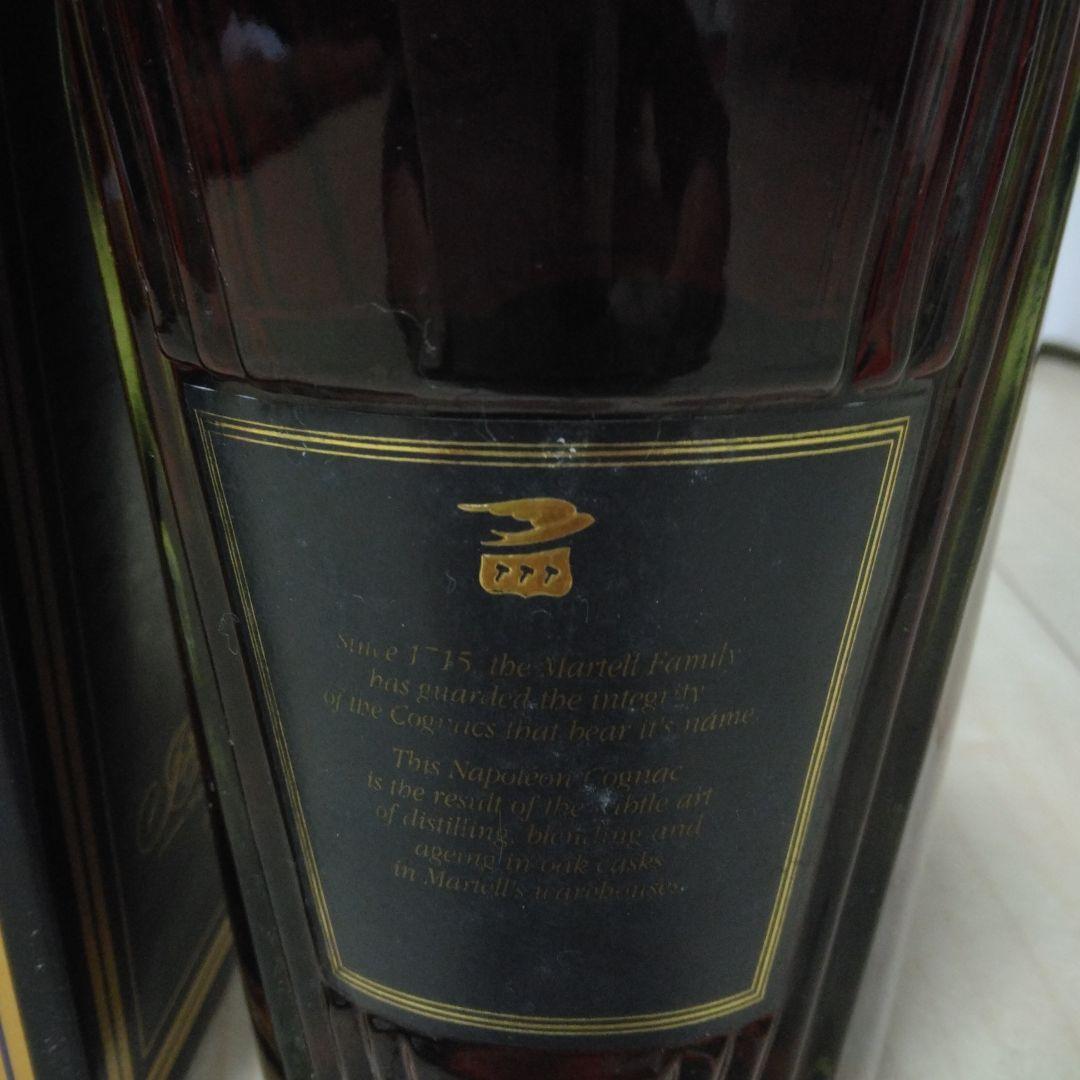 Since 1715, the Martell Family
has guarded the integrity
of the Cognacs that bear it's name.
This Napoléon Cognac
is the result of the subtle art
of distilling, blending and
ageing in oak casks
in Martell's warehouses.